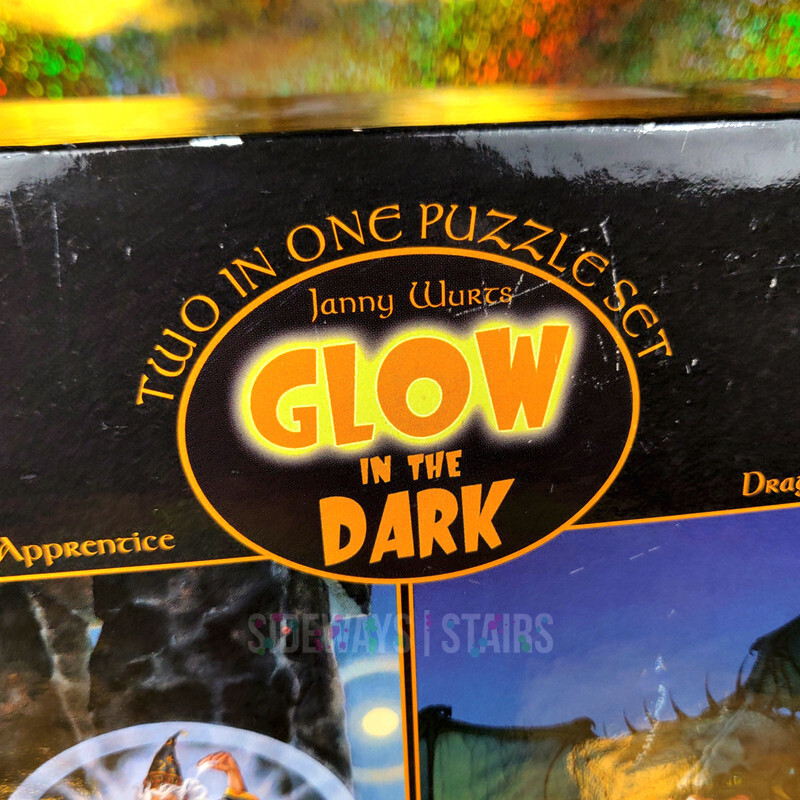 TWO IN ONE PUZZLE SET
Janny Wurts
GLOW
IN THE
DARK
Apprentice
SIDEWAYS | STAIRS